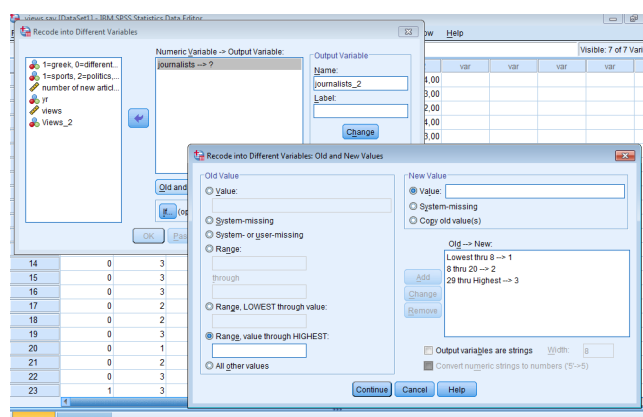 views.sav [DataSet1] - IBM SPSS Statistics Data Editor
Recode into Different Variables
Help
Numeric Variable -> Output Variable:
Output Variable
Visible: 7 of 7 Vari
1=greek, 0=different...
1=sports, 2=politics,...
number of new articl...
yr
views
Views_2
journalists --> ?
Name:
journalists_2
Label:
Change
var var var var
4,00
3,00
2,00
4,00
3,00
Old and
If...
OK
Pas
Recode into Different Variables: Old and New Values
Old Value
Value:
System-missing
System- or user-missing
Range:
through
Range, LOWEST through value:
Range, value through HIGHEST:
All other values
New Value
Value:
System-missing
Copy old value(s)
Old --> New:
Lowest thru 8 --> 1
8 thru 20 --> 2
29 thru Highest --> 3
Add
Change
Remove
Output variables are strings Width: 8
Convert numeric strings to numbers ('5'->5)
Continue Cancel Help
14 0 3
15 0 3
16 0 3
17 0 2
18 0 2
19 0 3
20 0 1
21 0 2
22 0 3
23 1 3